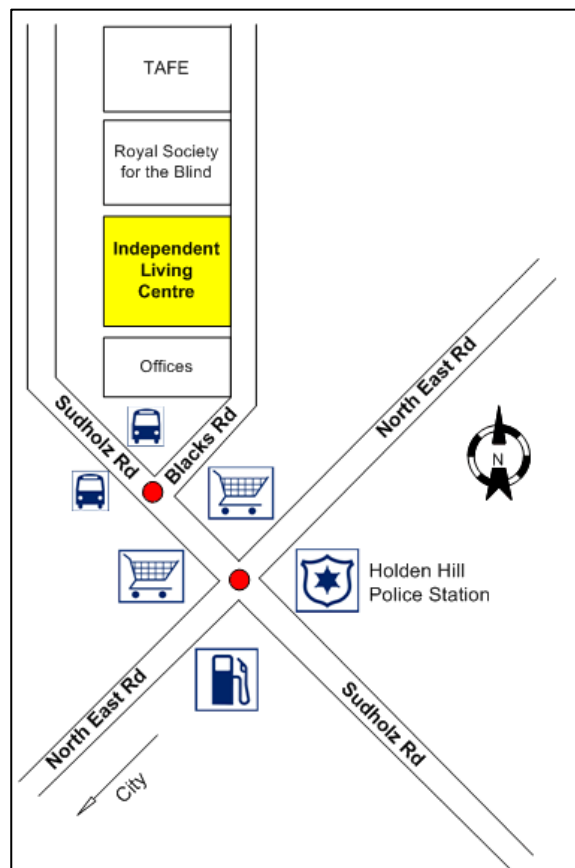 TAFE
Royal Society
for the Blind
Independent
Living
Centre
Offices
Sudholz Rd
Blacks Rd
North East Rd
N
Holden Hill
Police Station
North East Rd
Sudholz Rd
City